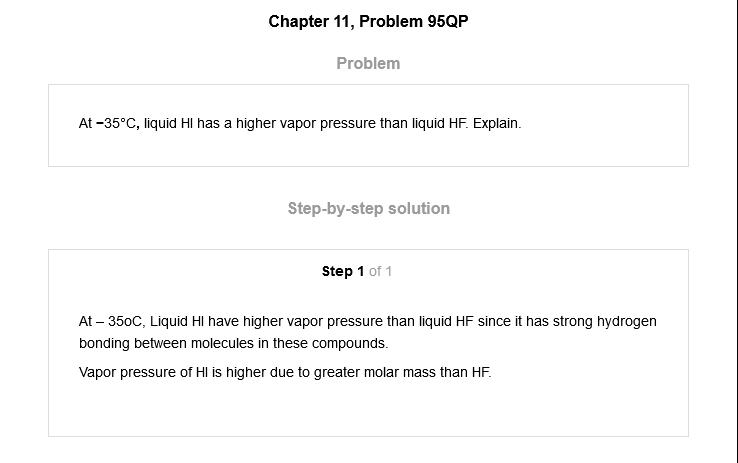 Chapter 11, Problem 95QP
Problem
At −35°C, liquid HI has a higher vapor pressure than liquid HF. Explain.
Step-by-step solution
Step 1 of 1
At – 35oC, Liquid HI have higher vapor pressure than liquid HF since it has strong hydrogen
bonding between molecules in these compounds.
Vapor pressure of HI is higher due to greater molar mass than HF.